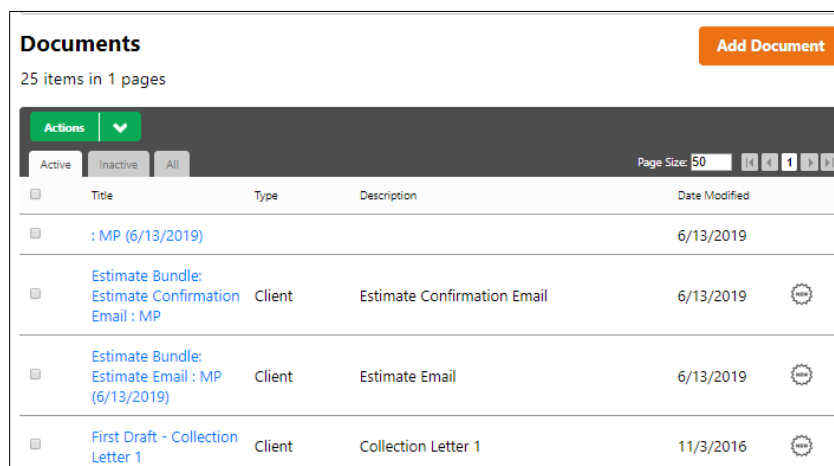 Documents
Add Document
25 items in 1 pages
Actions
Active Inactive All Page Size: 50 1
Title Type Description Date Modified
: MP (6/13/2019) 6/13/2019
Estimate Bundle:
Estimate Confirmation Client Estimate Confirmation Email 6/13/2019 NEW
Email : MP
Estimate Bundle:
Estimate Email : MP Client Estimate Email 6/13/2019 NEW
(6/13/2019)
First Draft - Collection
Letter 1 Client Collection Letter 1 11/3/2016 NEW